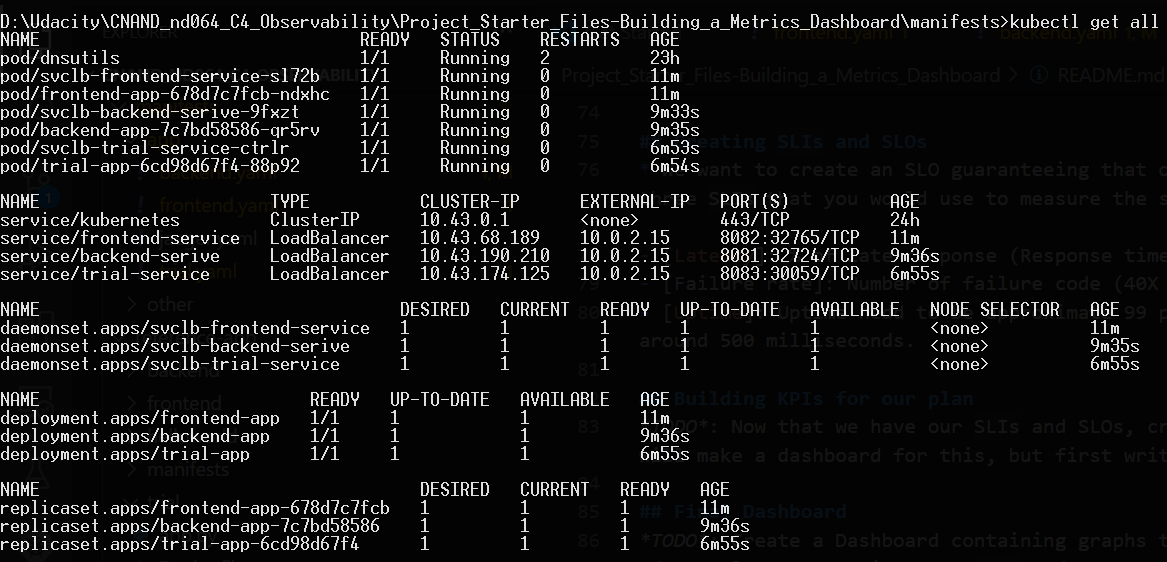 D:\Udacity\CNAND_nd064_C4_Observability\Project_Starter_Files-Building_a_Metrics_Dashboard\manifests>kubectl get all
NAME READY STATUS RESTARTS AGE
pod/dnsutils 1/1 Running 2 23h
pod/svclb-frontend-service-sl72b 1/1 Running 0 11m
pod/frontend-app-678d7c7fcb-ndxhc 1/1 Running 0 11m
pod/svclb-backend-serive-9fxzt 1/1 Running 0 9m33s
pod/backend-app-7c7bd58586-qr5rv 1/1 Running 0 9m35s
pod/svclb-trial-service-ctrlr 1/1 Running 0 6m53s
pod/trial-app-6cd98d67f4-88p92 1/1 Running 0 6m54s
NAME TYPE CLUSTER-IP EXTERNAL-IP PORT(S) AGE
service/kubernetes ClusterIP 10.43.0.1 <none> 443/TCP 24h
service/frontend-service LoadBalancer 10.43.68.189 10.0.2.15 8082:32765/TCP 11m
service/backend-serive LoadBalancer 10.43.190.210 10.0.2.15 8081:32724/TCP 9m36s
service/trial-service LoadBalancer 10.43.174.125 10.0.2.15 8083:30059/TCP 6m55s
NAME DESIRED CURRENT READY UP-TO-DATE AVAILABLE NODE SELECTOR AGE
daemonset.apps/svclb-frontend-service 1 1 1 1 1 <none> 11m
daemonset.apps/svclb-backend-serive 1 1 1 1 1 <none> 9m35s
daemonset.apps/svclb-trial-service 1 1 1 1 1 <none> 6m55s
NAME READY UP-TO-DATE AVAILABLE AGE
deployment.apps/frontend-app 1/1 1 1 11m
deployment.apps/backend-app 1/1 1 1 9m36s
deployment.apps/trial-app 1/1 1 1 6m55s
NAME DESIRED CURRENT READY AGE
replicaset.apps/frontend-app-678d7c7fcb 1 1 1 11m
replicaset.apps/backend-app-7c7bd58586 1 1 1 9m36s
replicaset.apps/trial-app-6cd98d67f4 1 1 1 6m55s